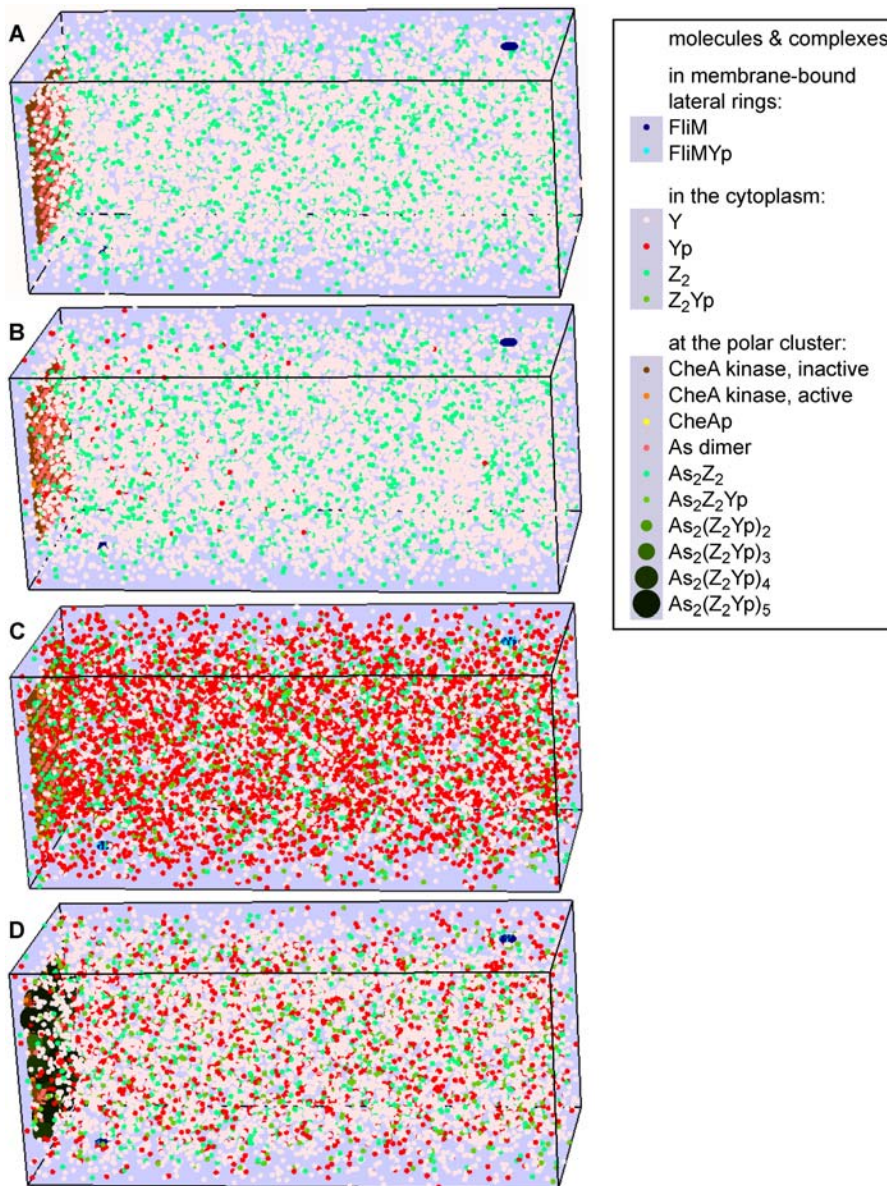 A
B
C
D
molecules & complexes
in membrane-bound
lateral rings:
FliM
FliMYp
in the cytoplasm:
Y
Yp
Z₂
Z₂Yp
at the polar cluster:
CheA kinase, inactive
CheA kinase, active
CheAp
As dimer
As₂Z₂
As₂Z₂Yp
As₂(Z₂Yp)₂
As₂(Z₂Yp)₃
As₂(Z₂Yp)₄
As₂(Z₂Yp)₅